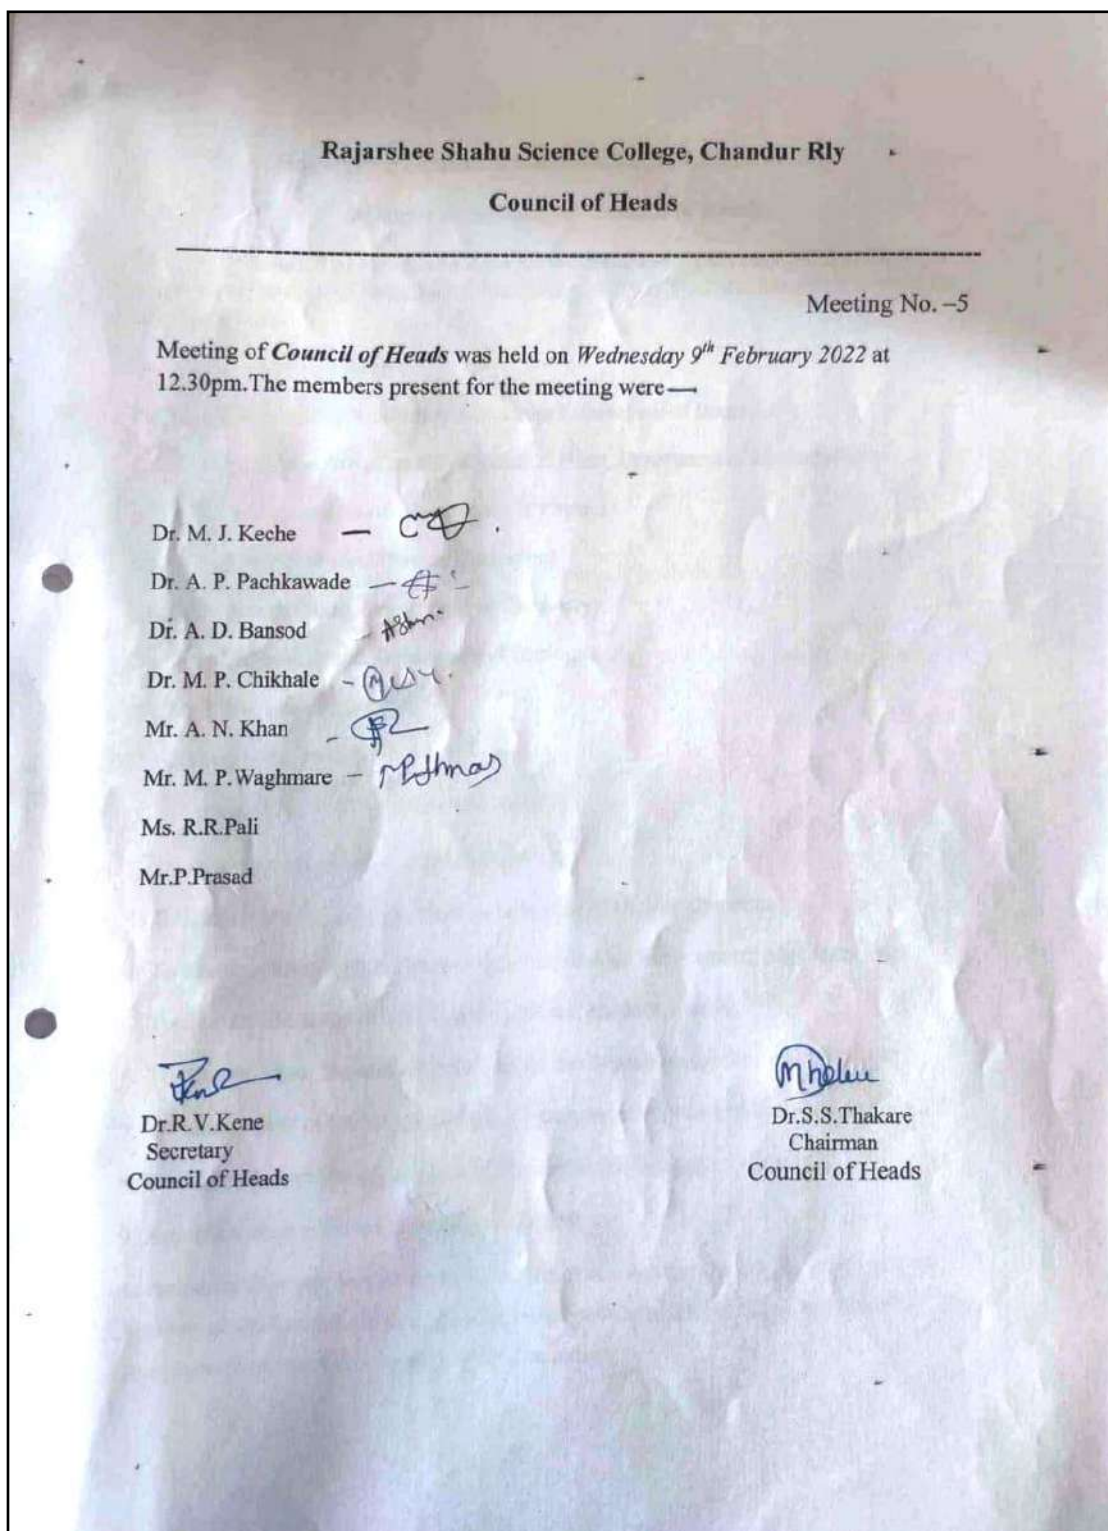 Rajarshee Shahu Science College, Chandur Rly
Council of Heads
Meeting No. –5
Meeting of Council of Heads was held on Wednesday 9th February 2022 at
12.30pm.The members present for the meeting were—
Dr. M. J. Keche
Dr. A. P. Pachkawade
Dr. A. D. Bansod
Dr. M. P. Chikhale
Mr. A. N. Khan
Mr. M. P.Waghmare
Ms. R.R.Pali
Mr.P.Prasad
Dr.R.V.Kene
Secretary
Council of Heads
Dr.S.S.Thakare
Chairman
Council of Heads